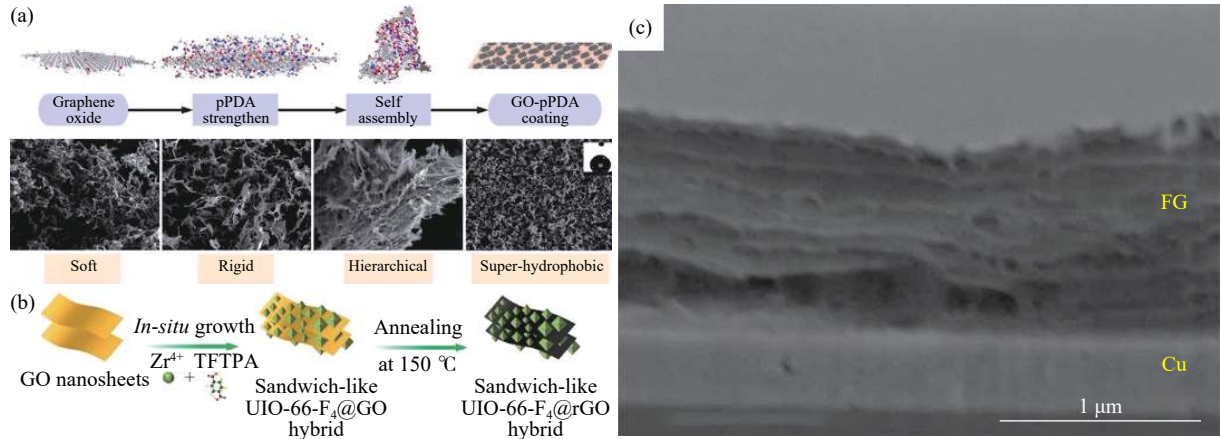 (a)
Graphene
oxide
pPDA
strengthen
Self
assembly
GO-pPDA
coating
Soft
Rigid
Hierarchical
Super-hydrophobic
(b)
In-situ growth
Zr⁴⁺ TFTPA
+
GO nanosheets
Sandwich-like
UIO-66-F₄@GO
hybrid
Annealing
at 150 ℃
Sandwich-like
UIO-66-F₄@rGO
hybrid
(c)
FG
Cu
1 μm